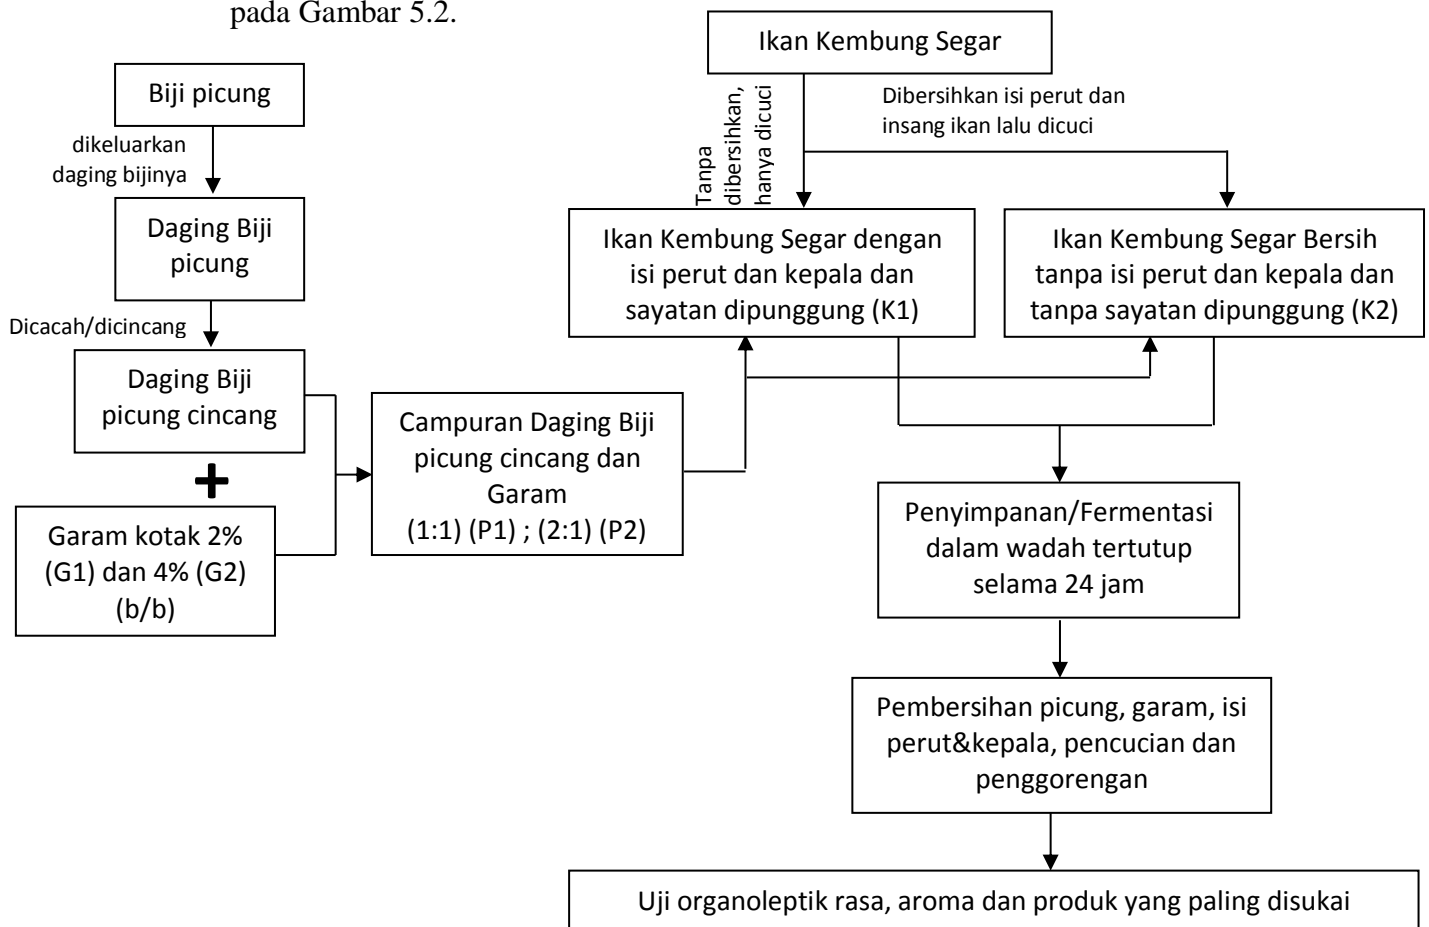 pada Gambar 5.2.
Ikan Kembung Segar
Biji picung
dikeluarkan
daging bijinya
Tanpa
dibersihkan,
hanya dicuci
Dibersihkan isi perut dan
insang ikan lalu dicuci
Daging Biji
picung
Ikan Kembung Segar dengan
isi perut dan kepala dan
sayatan dipunggung (K1)
Ikan Kembung Segar Bersih
tanpa isi perut dan kepala dan
tanpa sayatan dipunggung (K2)
Dicacah/dicincang
Daging Biji
picung cincang
+
Garam kotak 2%
(G1) dan 4% (G2)
(b/b)
Campuran Daging Biji
picung cincang dan
Garam
(1:1) (P1) ; (2:1) (P2)
Penyimpanan/Fermentasi
dalam wadah tertutup
selama 24 jam
Pembersihan picung, garam, isi
perut&kepala, pencucian dan
penggorengan
Uji organoleptik rasa, aroma dan produk yang paling disukai